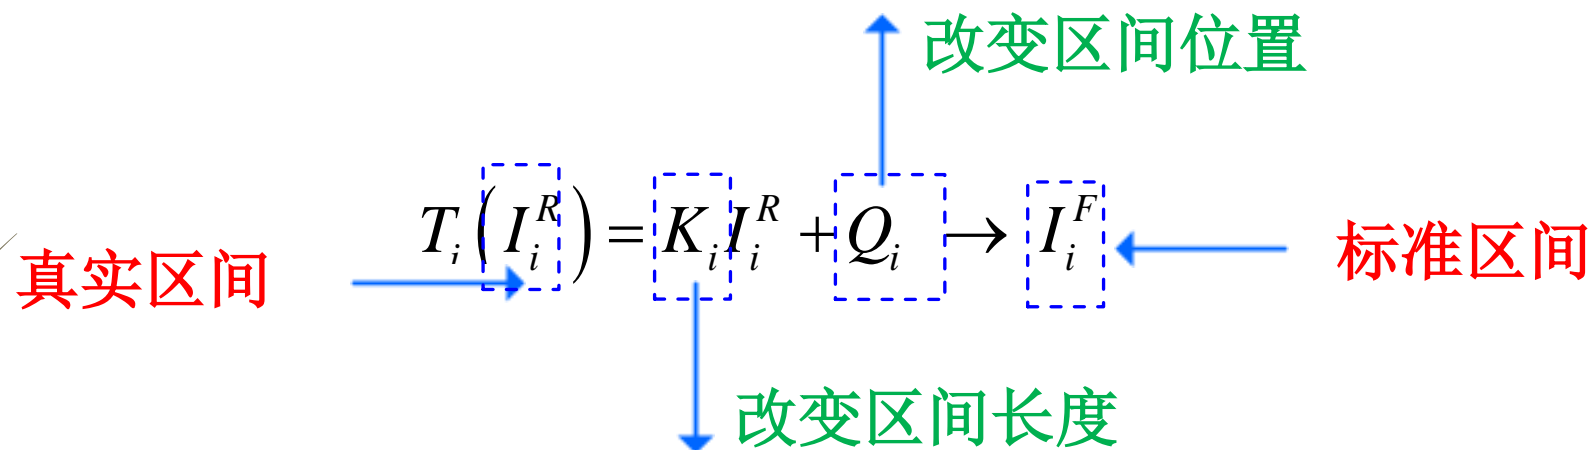 改变区间位置
T_i(I_i^R) = K_i I_i^R + Q_i → I_i^F
真实区间
标准区间
改变区间长度